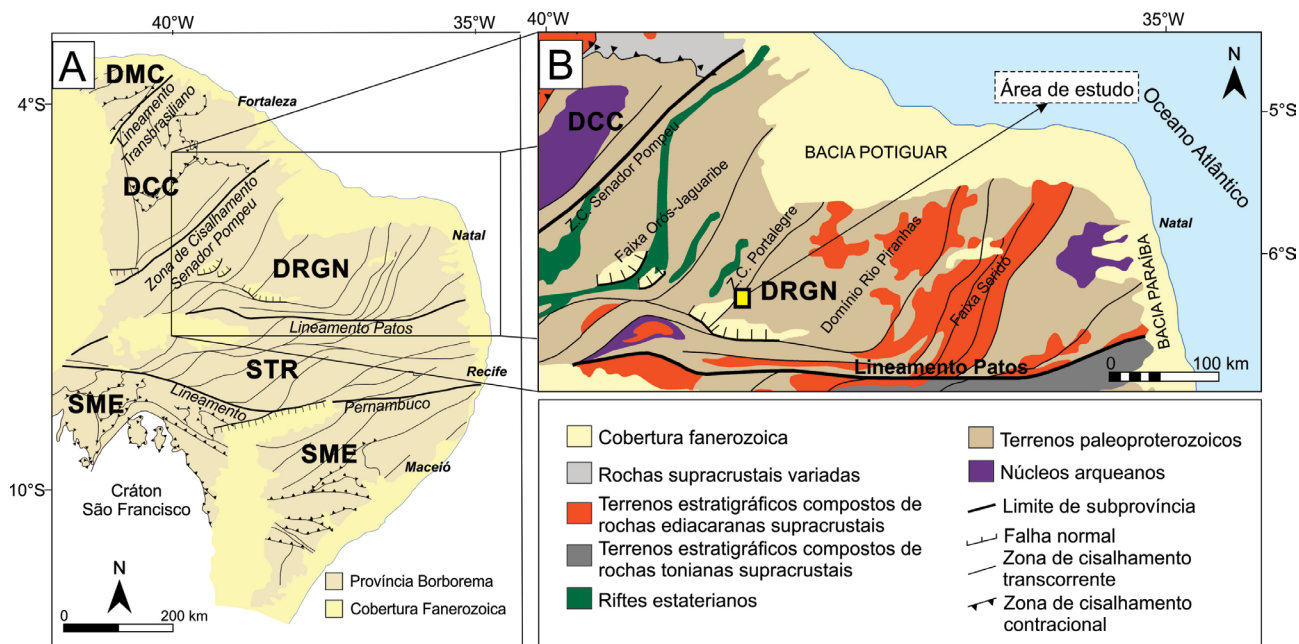 40°W
35°W
A
DMC
4°S
Lineamento
Transbrasiliano
Fortaleza
DCC
Zona de Cisalhamento
Senador Pompeu
Natal
DRGN
Lineamento Patos
STR
Recife
SME
Lineamento
Pernambuco
SME
Maceió
10°S
Cráton
São Francisco
N
0
200 km
Província Borborema
Cobertura Fanerozoica
40°W
35°W
B
N
Área de estudo
5°S
Oceano Atlântico
DCC
Z.C. Senador Pompeu
BACIA POTIGUAR
Faixa Orós-Jaguaribe
Z.C. Portalegre
Natal
6°S
DRGN
Domínio Rio Piranhas
Faixa Seridó
BACIA PARAÍBA
Lineamento Patos
0
100 km
Cobertura fanerozoica
Rochas supracrustais variadas
Terrenos estratigráficos compostos de
rochas ediacaranas supracrustais
Terrenos estratigráficos compostos de
rochas tonianas supracrustais
Riftes estaterianos
Terrenos paleoproterozoicos
Núcleos arqueanos
Limite de subprovíncia
Falha normal
Zona de cisalhamento
transcorrente
Zona de cisalhamento
contracional